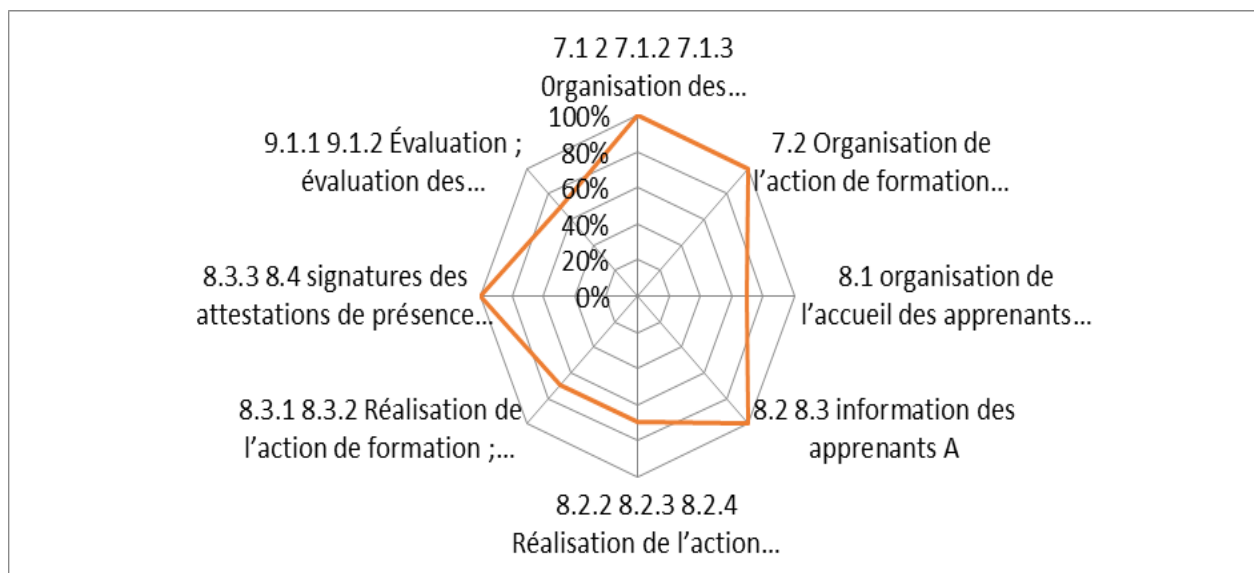 7.1 2 7.1.2 7.1.3
Organisation des...
100%
80%
60%
40%
20%
0%
7.2 Organisation de
l'action de formation...
8.1 organisation de
l'accueil des apprenants...
8.2 8.3 information des
apprenants A
8.2.2 8.2.3 8.2.4
Réalisation de l'action...
8.3.1 8.3.2 Réalisation de
l'action de formation ;...
8.3.3 8.4 signatures des
attestations de présence...
9.1.1 9.1.2 Évaluation ;
évaluation des...